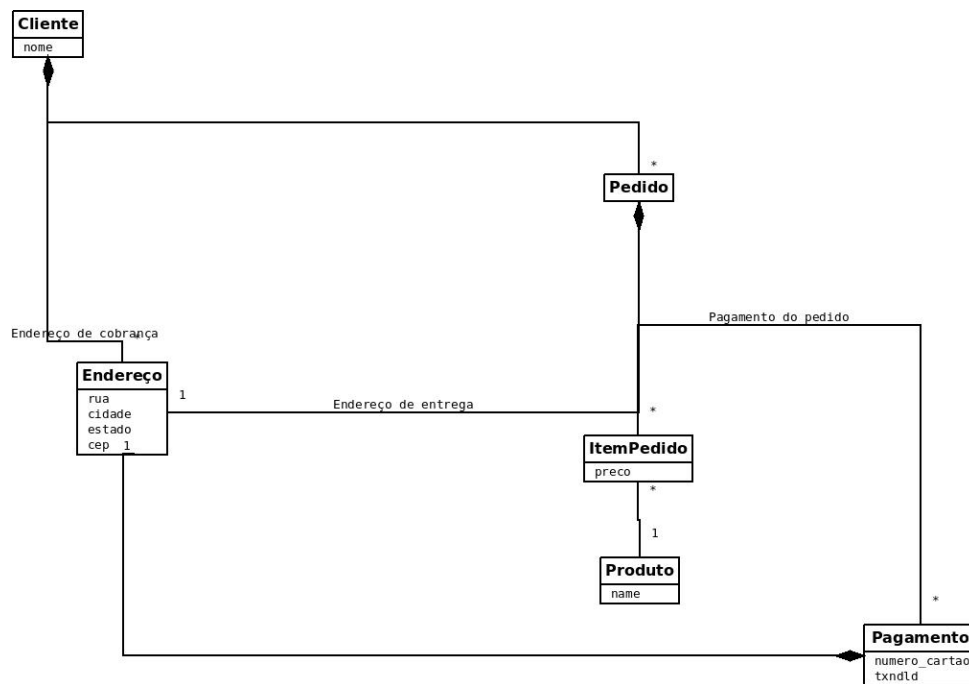 Cliente
nome
*
Pedido
Pagamento do pedido
Endereço de cobrança
*
Endereço
1
rua
cidade
estado
cep
1
Endereço de entrega
*
ItemPedido
preco
*
1
Produto
name
*
Pagamento
numero_cartao
txndld